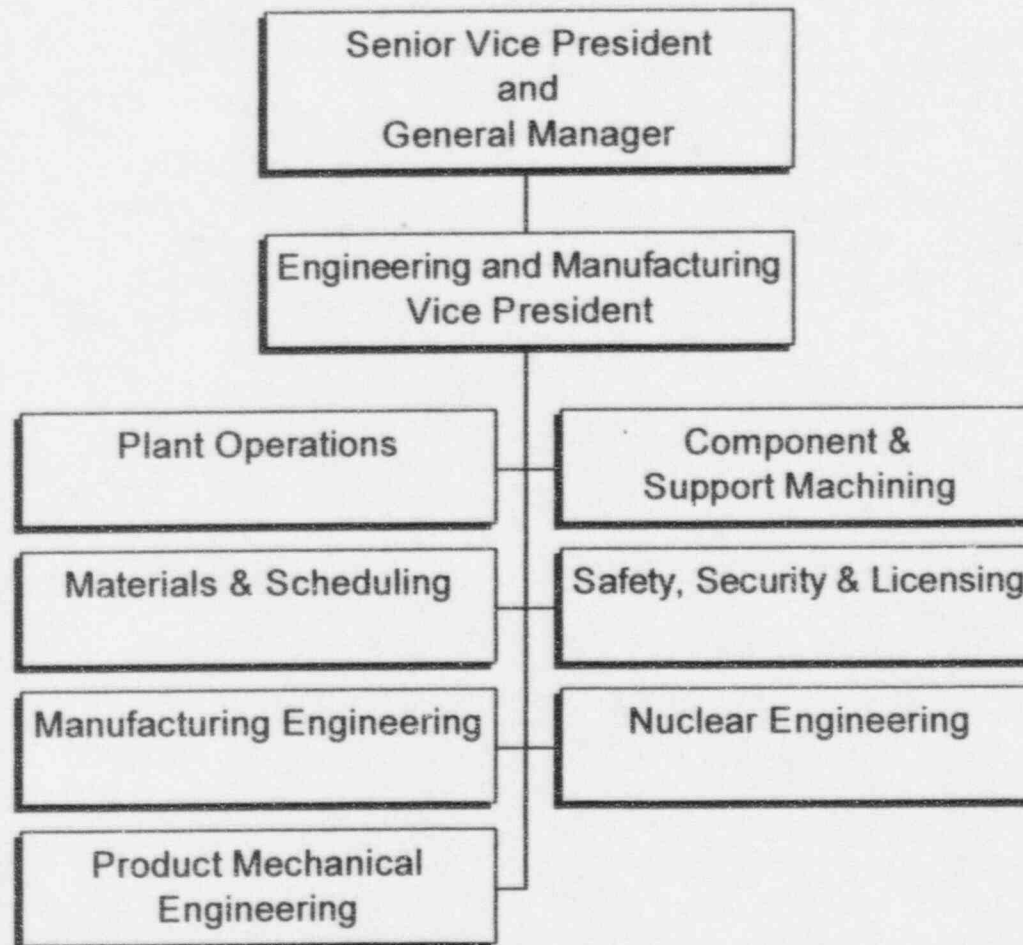 Senior Vice President
and
General Manager
Engineering and Manufacturing
Vice President
Plant Operations
Component &
Support Machining
Materials & Scheduling
Safety, Security & Licensing
Manufacturing Engineering
Nuclear Engineering
Product Mechanical
Engineering